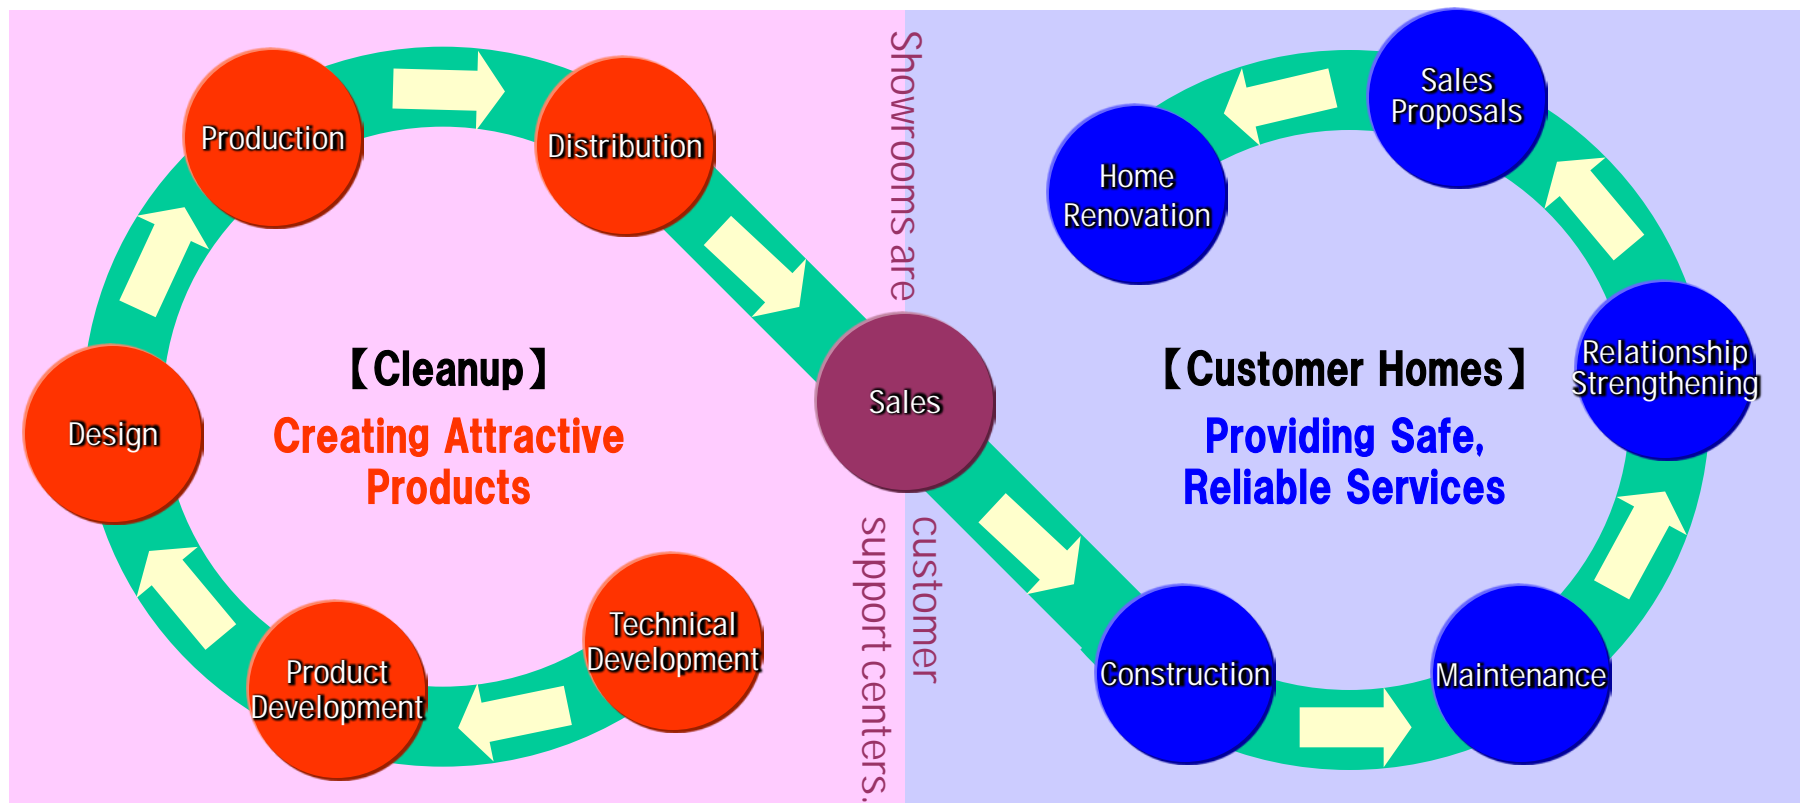 Production
Distribution
Design
【Cleanup】
Creating Attractive
Products
Product
Development
Technical
Development
Showrooms are
Sales
customer
support centers.
Sales
Proposals
Home
Renovation
Relationship
Strengthening
【Customer Homes】
Providing Safe,
Reliable Services
Construction
Maintenance